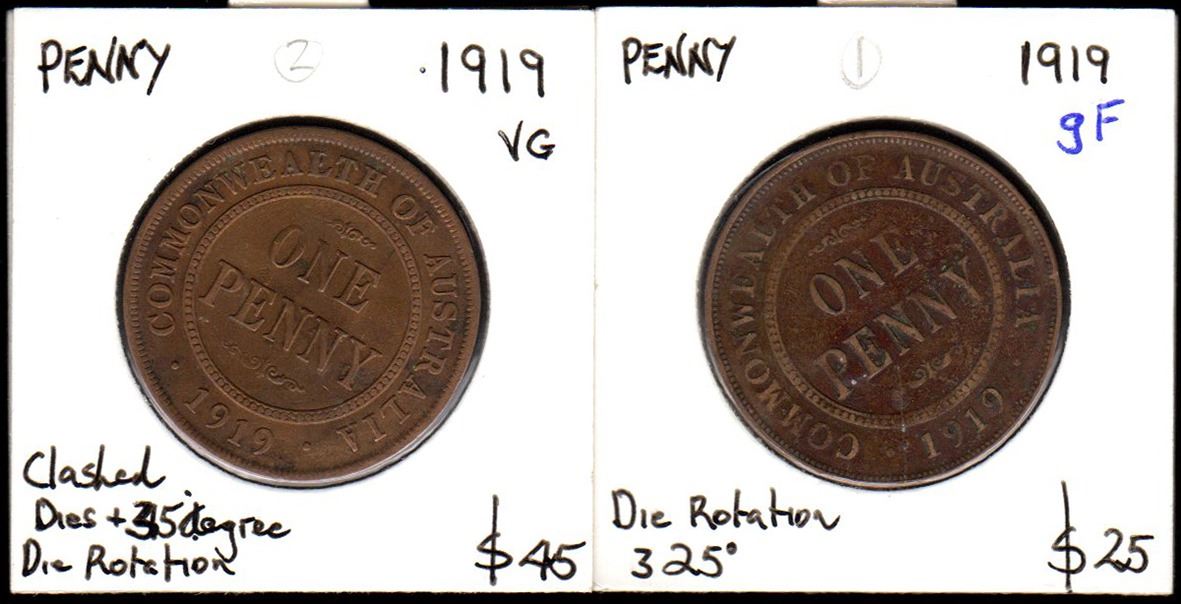 PENNY 2 1919
VG
COMMONWEALTH OF AUSTRALIA
ONE
PENNY
· 1919 ·
Clashed
Dies + degree
Die Rotation
$45
PENNY 1 1919
gF
COMMONWEALTH OF AUSTRALIA
ONE
PENNY
· 1919 ·
Die Rotation
325°
$25